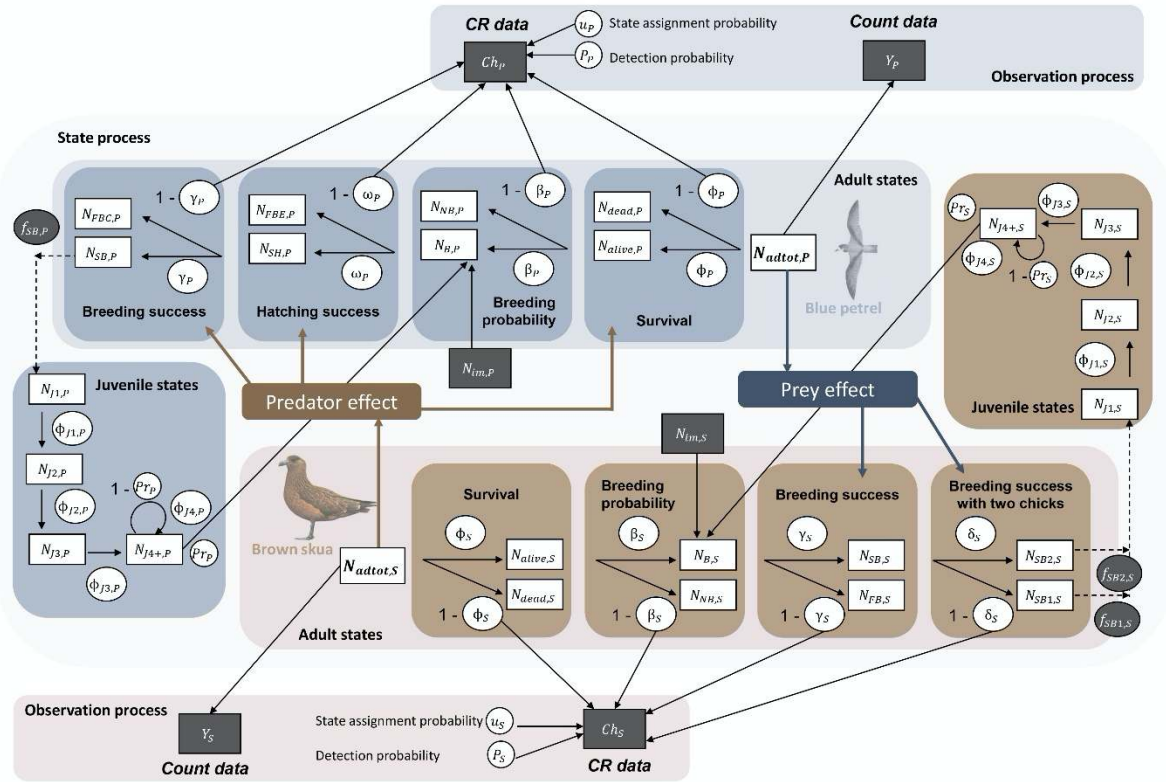 CR data
Count data
u_P State assignment probability
Ch_P
P_P Detection probability
Y_P
Observation process
State process
Adult states
1 - γ_P
1 - ω_P
1 - β_P
1 - ϕ_P
N_FBC,P
N_FBE,P
N_NB,P
N_dead,P
f_SB,P
N_SB,P
N_SH,P
N_B,P
N_alive,P
N_adtot,P
γ_P
ω_P
β_P
ϕ_P
Breeding success
Hatching success
Breeding
probability
Survival
Blue petrel
Pr_S
N_J4+,S
ϕ_J3,S
N_J3,S
ϕ_J4,S
1 - Pr_S
ϕ_J2,S
N_J2,S
ϕ_J1,S
Juvenile states
N_J1,S
N_im,P
Predator effect
Prey effect
N_J1,P
Juvenile states
ϕ_J1,P
N_J2,P
ϕ_J2,P
1 - Pr_P
ϕ_J4,P
N_J3,P
N_J4+,P
Pr_P
ϕ_J3,P
N_im,S
Brown skua
N_adtot,S
Adult states
Survival
Breeding
probability
Breeding success
Breeding success
with two chicks
ϕ_S
β_S
γ_S
δ_S
N_alive,S
N_B,S
N_SB,S
N_SB2,S
N_dead,S
N_NB,S
N_FB,S
N_SB1,S
f_SB2,S
f_SB1,S
1 - ϕ_S
1 - β_S
1 - γ_S
1 - δ_S
Observation process
Y_S
Count data
State assignment probability u_S
Ch_S
Detection probability P_S
CR data